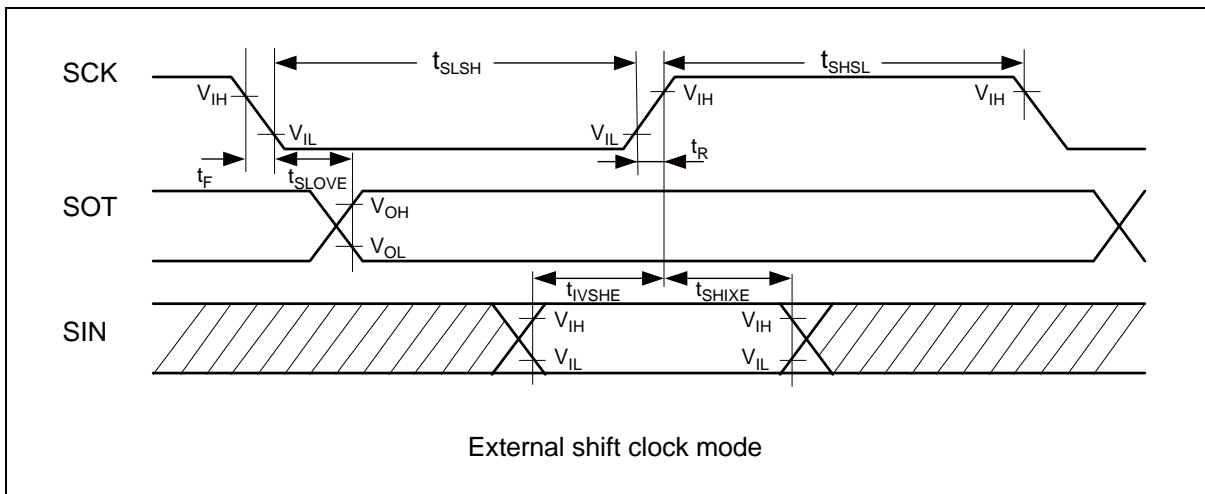 SCK
tSLSH
tSHSL
VIH
VIH
VIH
VIL
VIL
tR
tF
tSLOVE
SOT
VOH
VOL
tIVSHE
tSHIXE
SIN
VIH
VIH
VIL
VIL
External shift clock mode